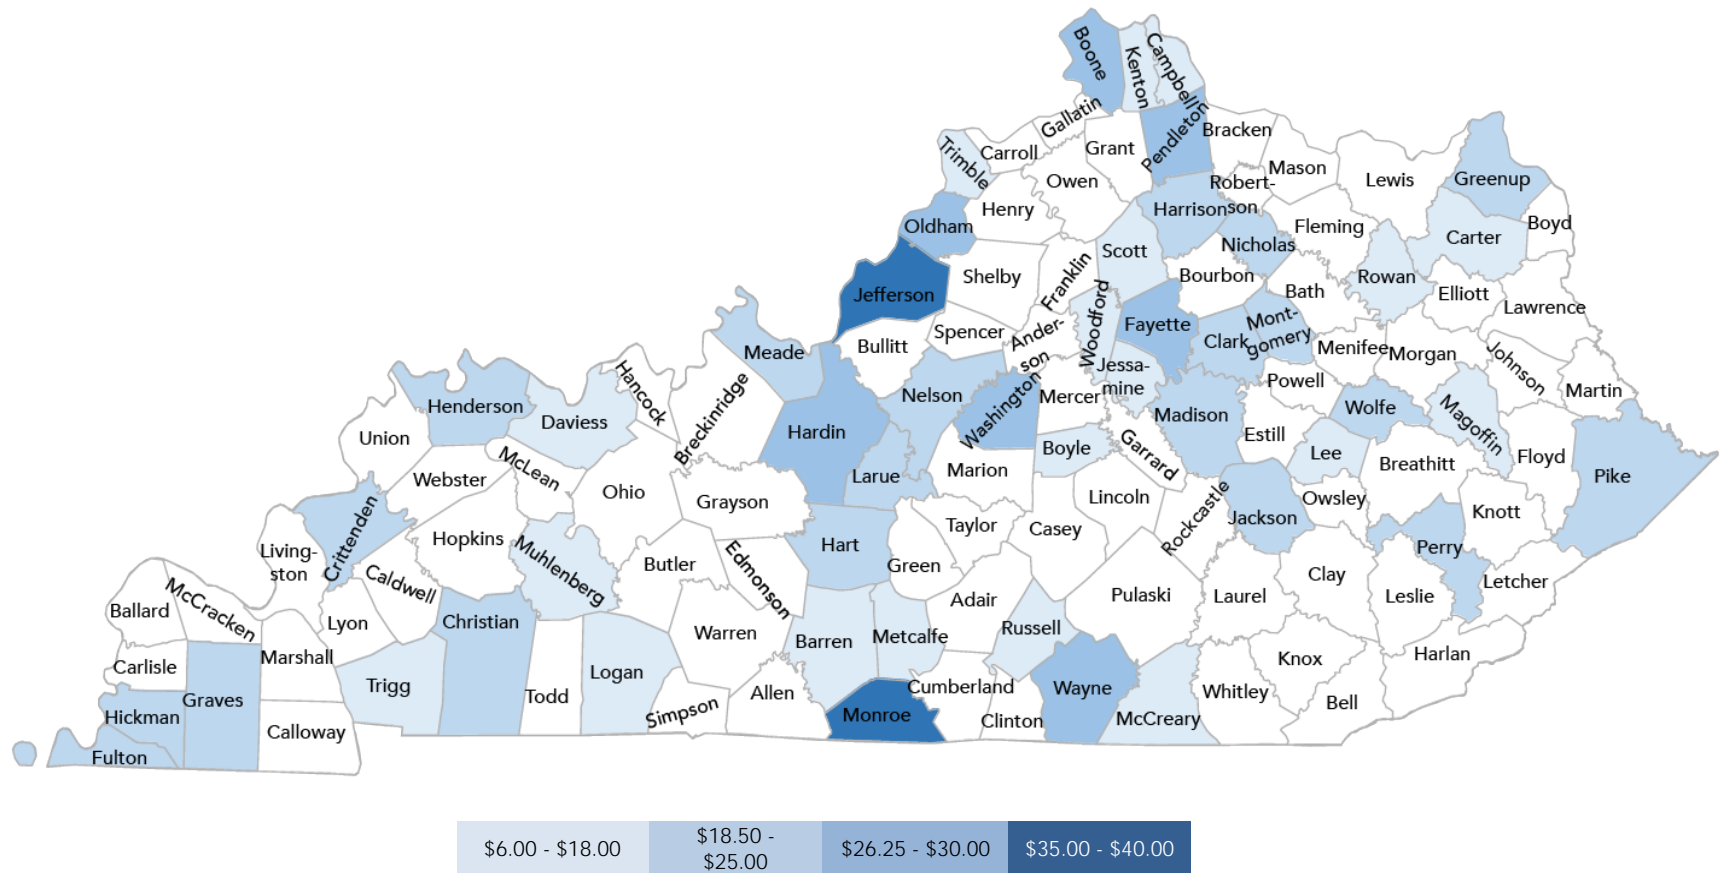 Boone
Kenton
Campbell
Gallatin
Pendleton
Bracken
Trimble
Carroll
Grant
Mason
Owen
Robert-
son
Lewis
Greenup
Henry
Harrison
Oldham
Fleming
Boyd
Scott
Nicholas
Carter
Shelby
Franklin
Bourbon
Rowan
Jefferson
Bath
Elliott
Lawrence
Woodford
Fayette
Mont-
gomery
Spencer
Ander-
son
Clark
Bullitt
Menifee
Morgan
Johnson
Meade
Jessa-
mine
Powell
Martin
Hancock
Breckinridge
Nelson
Washington
Mercer
Madison
Wolfe
Magoffin
Henderson
Daviess
Hardin
Estill
Union
Boyle
Garrard
Lee
Breathitt
Floyd
Pike
McLean
Larue
Marion
Webster
Ohio
Grayson
Lincoln
Rockcastle
Owsley
Knott
Crittenden
Taylor
Casey
Jackson
Hopkins
Hart
Perry
Living-
ston
Muhlenberg
Butler
Edmonson
Green
Clay
Letcher
Caldwell
Ballard
McCracken
Adair
Pulaski
Laurel
Leslie
Lyon
Christian
Warren
Barren
Metcalfe
Russell
Marshall
Carlisle
Knox
Harlan
Trigg
Logan
Graves
Todd
Allen
Cumberland
Wayne
Whitley
Bell
Hickman
Simpson
Monroe
Clinton
McCreary
Calloway
Fulton
$6.00 - $18.00
$18.50 -
$25.00
$26.25 - $30.00
$35.00 - $40.00